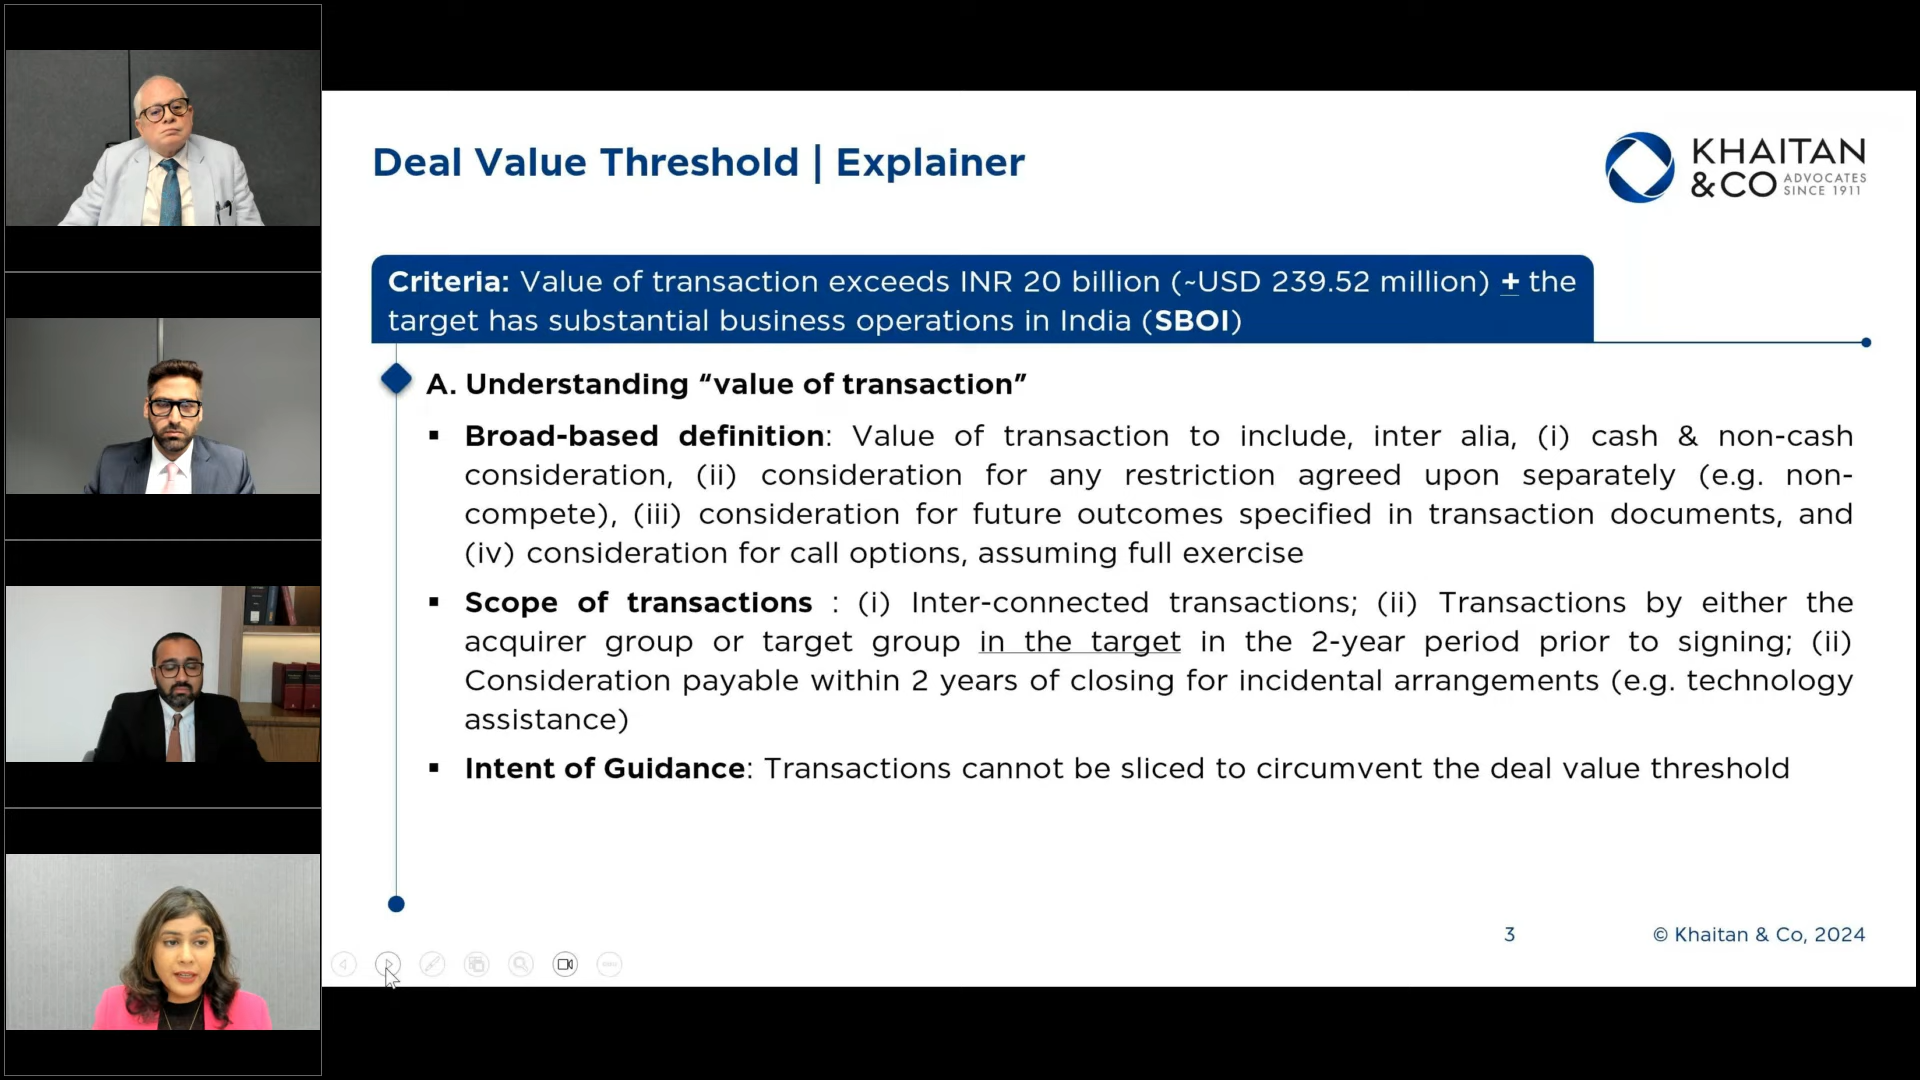 Deal Value Threshold | Explainer
KHAITAN
&CO ADVOCATES
SINCE 1911
Criteria: Value of transaction exceeds INR 20 billion (~USD 239.52 million) + the
target has substantial business operations in India (SBOI)
A. Understanding “value of transaction”
▪ Broad-based definition: Value of transaction to include, inter alia, (i) cash & non-cash
consideration, (ii) consideration for any restriction agreed upon separately (e.g. non-
compete), (iii) consideration for future outcomes specified in transaction documents, and
(iv) consideration for call options, assuming full exercise
▪ Scope of transactions : (i) Inter-connected transactions; (ii) Transactions by either the
acquirer group or target group in the target in the 2-year period prior to signing; (ii)
Consideration payable within 2 years of closing for incidental arrangements (e.g. technology
assistance)
▪ Intent of Guidance: Transactions cannot be sliced to circumvent the deal value threshold
3
© Khaitan & Co, 2024